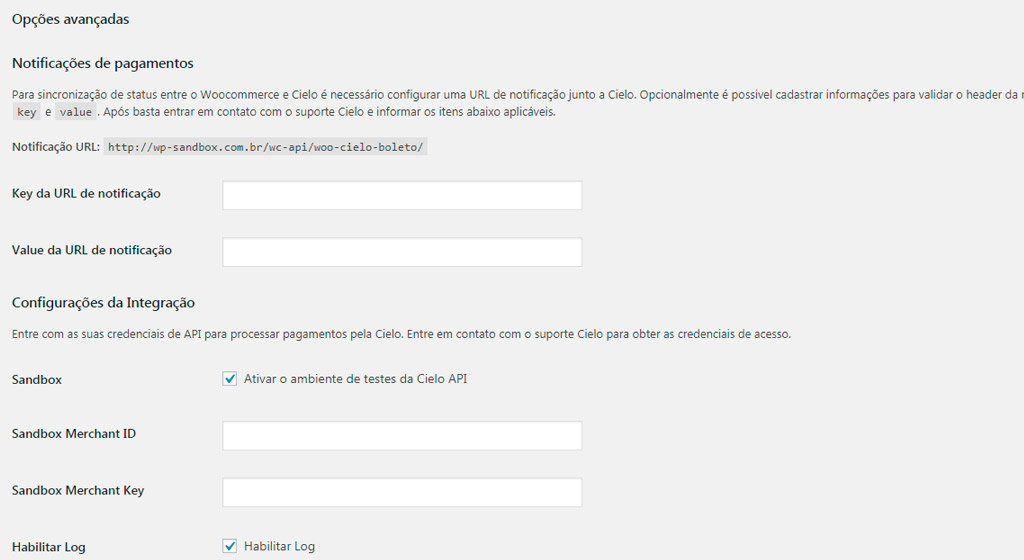 Opções avançadas
Notificações de pagamentos
Para sincronização de status entre o Woocommerce e Cielo é necessário configurar uma URL de notificação junto a Cielo. Opcionalmente é possivel cadastrar informações para validar o header da
key e value . Após basta entrar em contato com o suporte Cielo e informar os itens abaixo aplicáveis.
Notificação URL: http://wp-sandbox.com.br/wc-api/woo-cielo-boleto/
Key da URL de notificação
Value da URL de notificação
Configurações da Integração
Entre com as suas credenciais de API para processar pagamentos pela Cielo. Entre em contato com o suporte Cielo para obter as credenciais de acesso.
Sandbox Ativar o ambiente de testes da Cielo API
Sandbox Merchant ID
Sandbox Merchant Key
Habilitar Log Habilitar Log